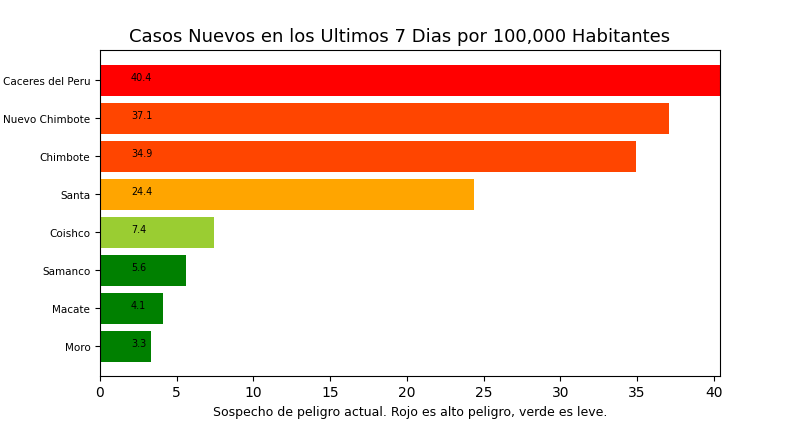 Casos Nuevos en los Ultimos 7 Dias por 100,000 Habitantes
Caceres del Peru 40.4
Nuevo Chimbote 37.1
Chimbote 34.9
Santa 24.4
Coishco 7.4
Samanco 5.6
Macate 4.1
Moro 3.3
0 5 10 15 20 25 30 35 40
Sospecho de peligro actual. Rojo es alto peligro, verde es leve.